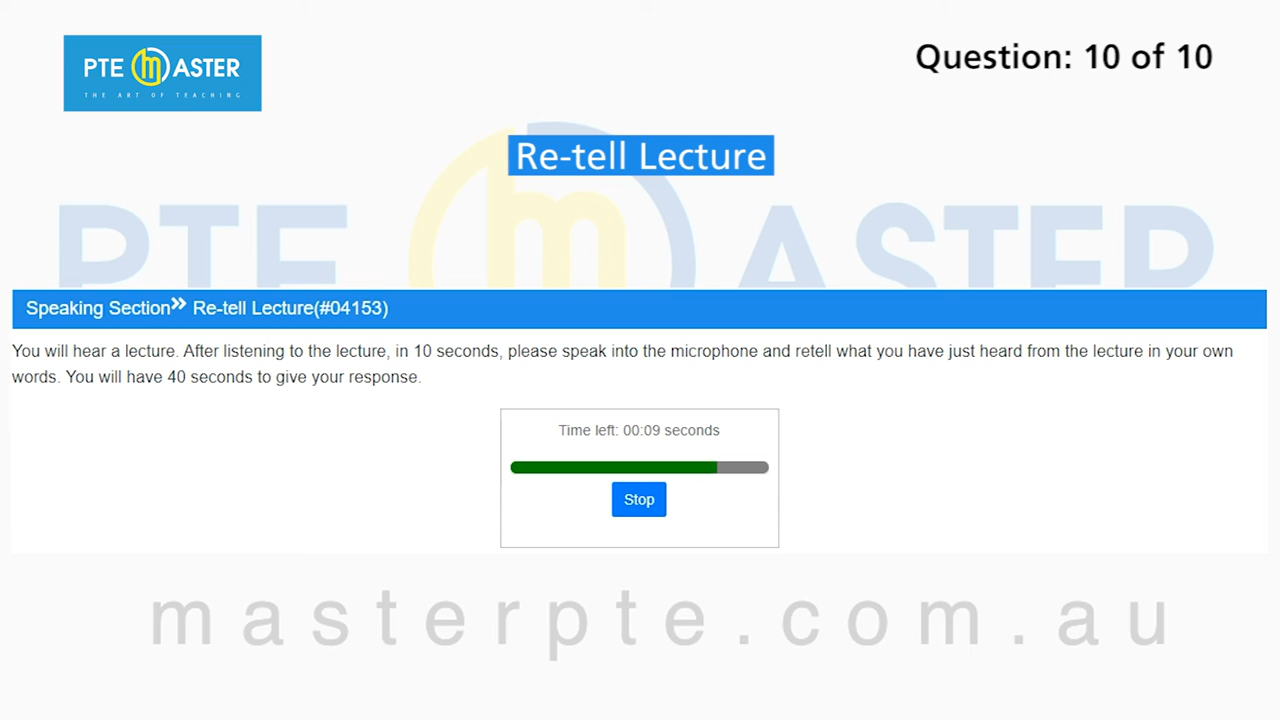 PTE MASTER
THE ART OF TEACHING
Question: 10 of 10
Re-tell Lecture
PTE MASTER
Speaking Section» Re-tell Lecture(#04153)
You will hear a lecture. After listening to the lecture, in 10 seconds, please speak into the microphone and retell what you have just heard from the lecture in your own
words. You will have 40 seconds to give your response.
Time left: 00:09 seconds
Stop
masterpte.com.au